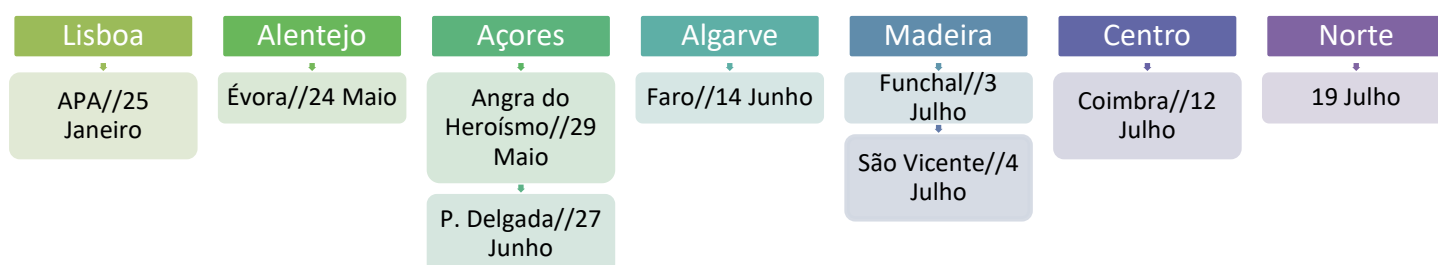 Lisboa
APA//25
Janeiro
Alentejo
Évora//24 Maio
Açores
Angra do
Heroísmo//29
Maio
P. Delgada//27
Junho
Algarve
Faro//14 Junho
Madeira
Funchal//3
Julho
São Vicente//4
Julho
Centro
Coimbra//12
Julho
Norte
19 Julho